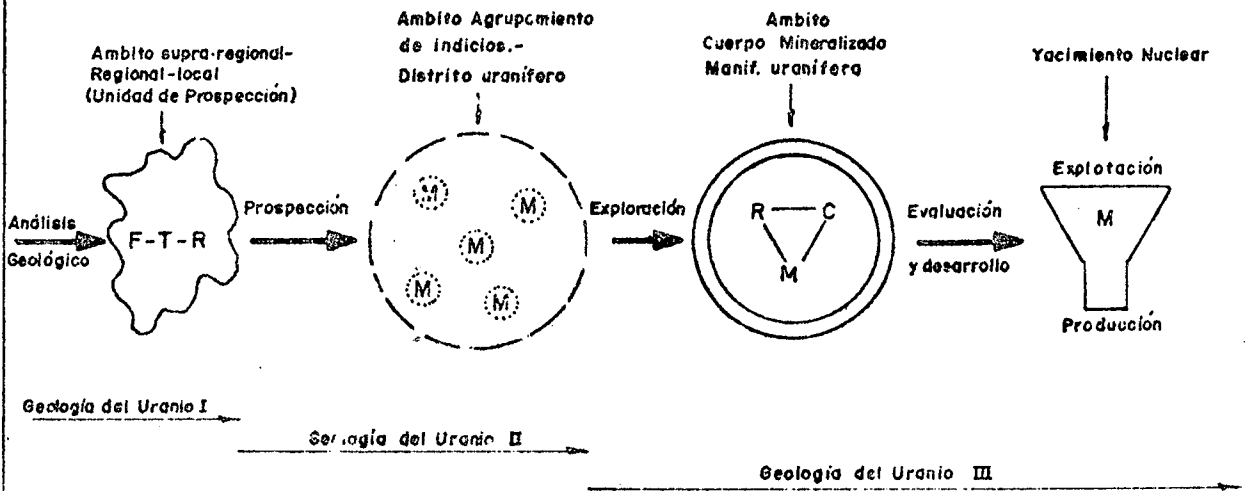 Ambito supra-regional-
Regional-local
(Unidad de Prospección)
Ambito Agrupamiento
de indicios.-
Distrito uranífero
Ambito
Cuerpo Mineralizado
Manif. uranífera
Yacimiento Nuclear
Análisis
Geológico
F-T-R
Prospección
M
M
M
M
M
Exploración
R C
M
Evaluación
y desarrollo
Explotación
M
Producción
Geología del Uranio I
Geología del Uranio II
Geología del Uranio III